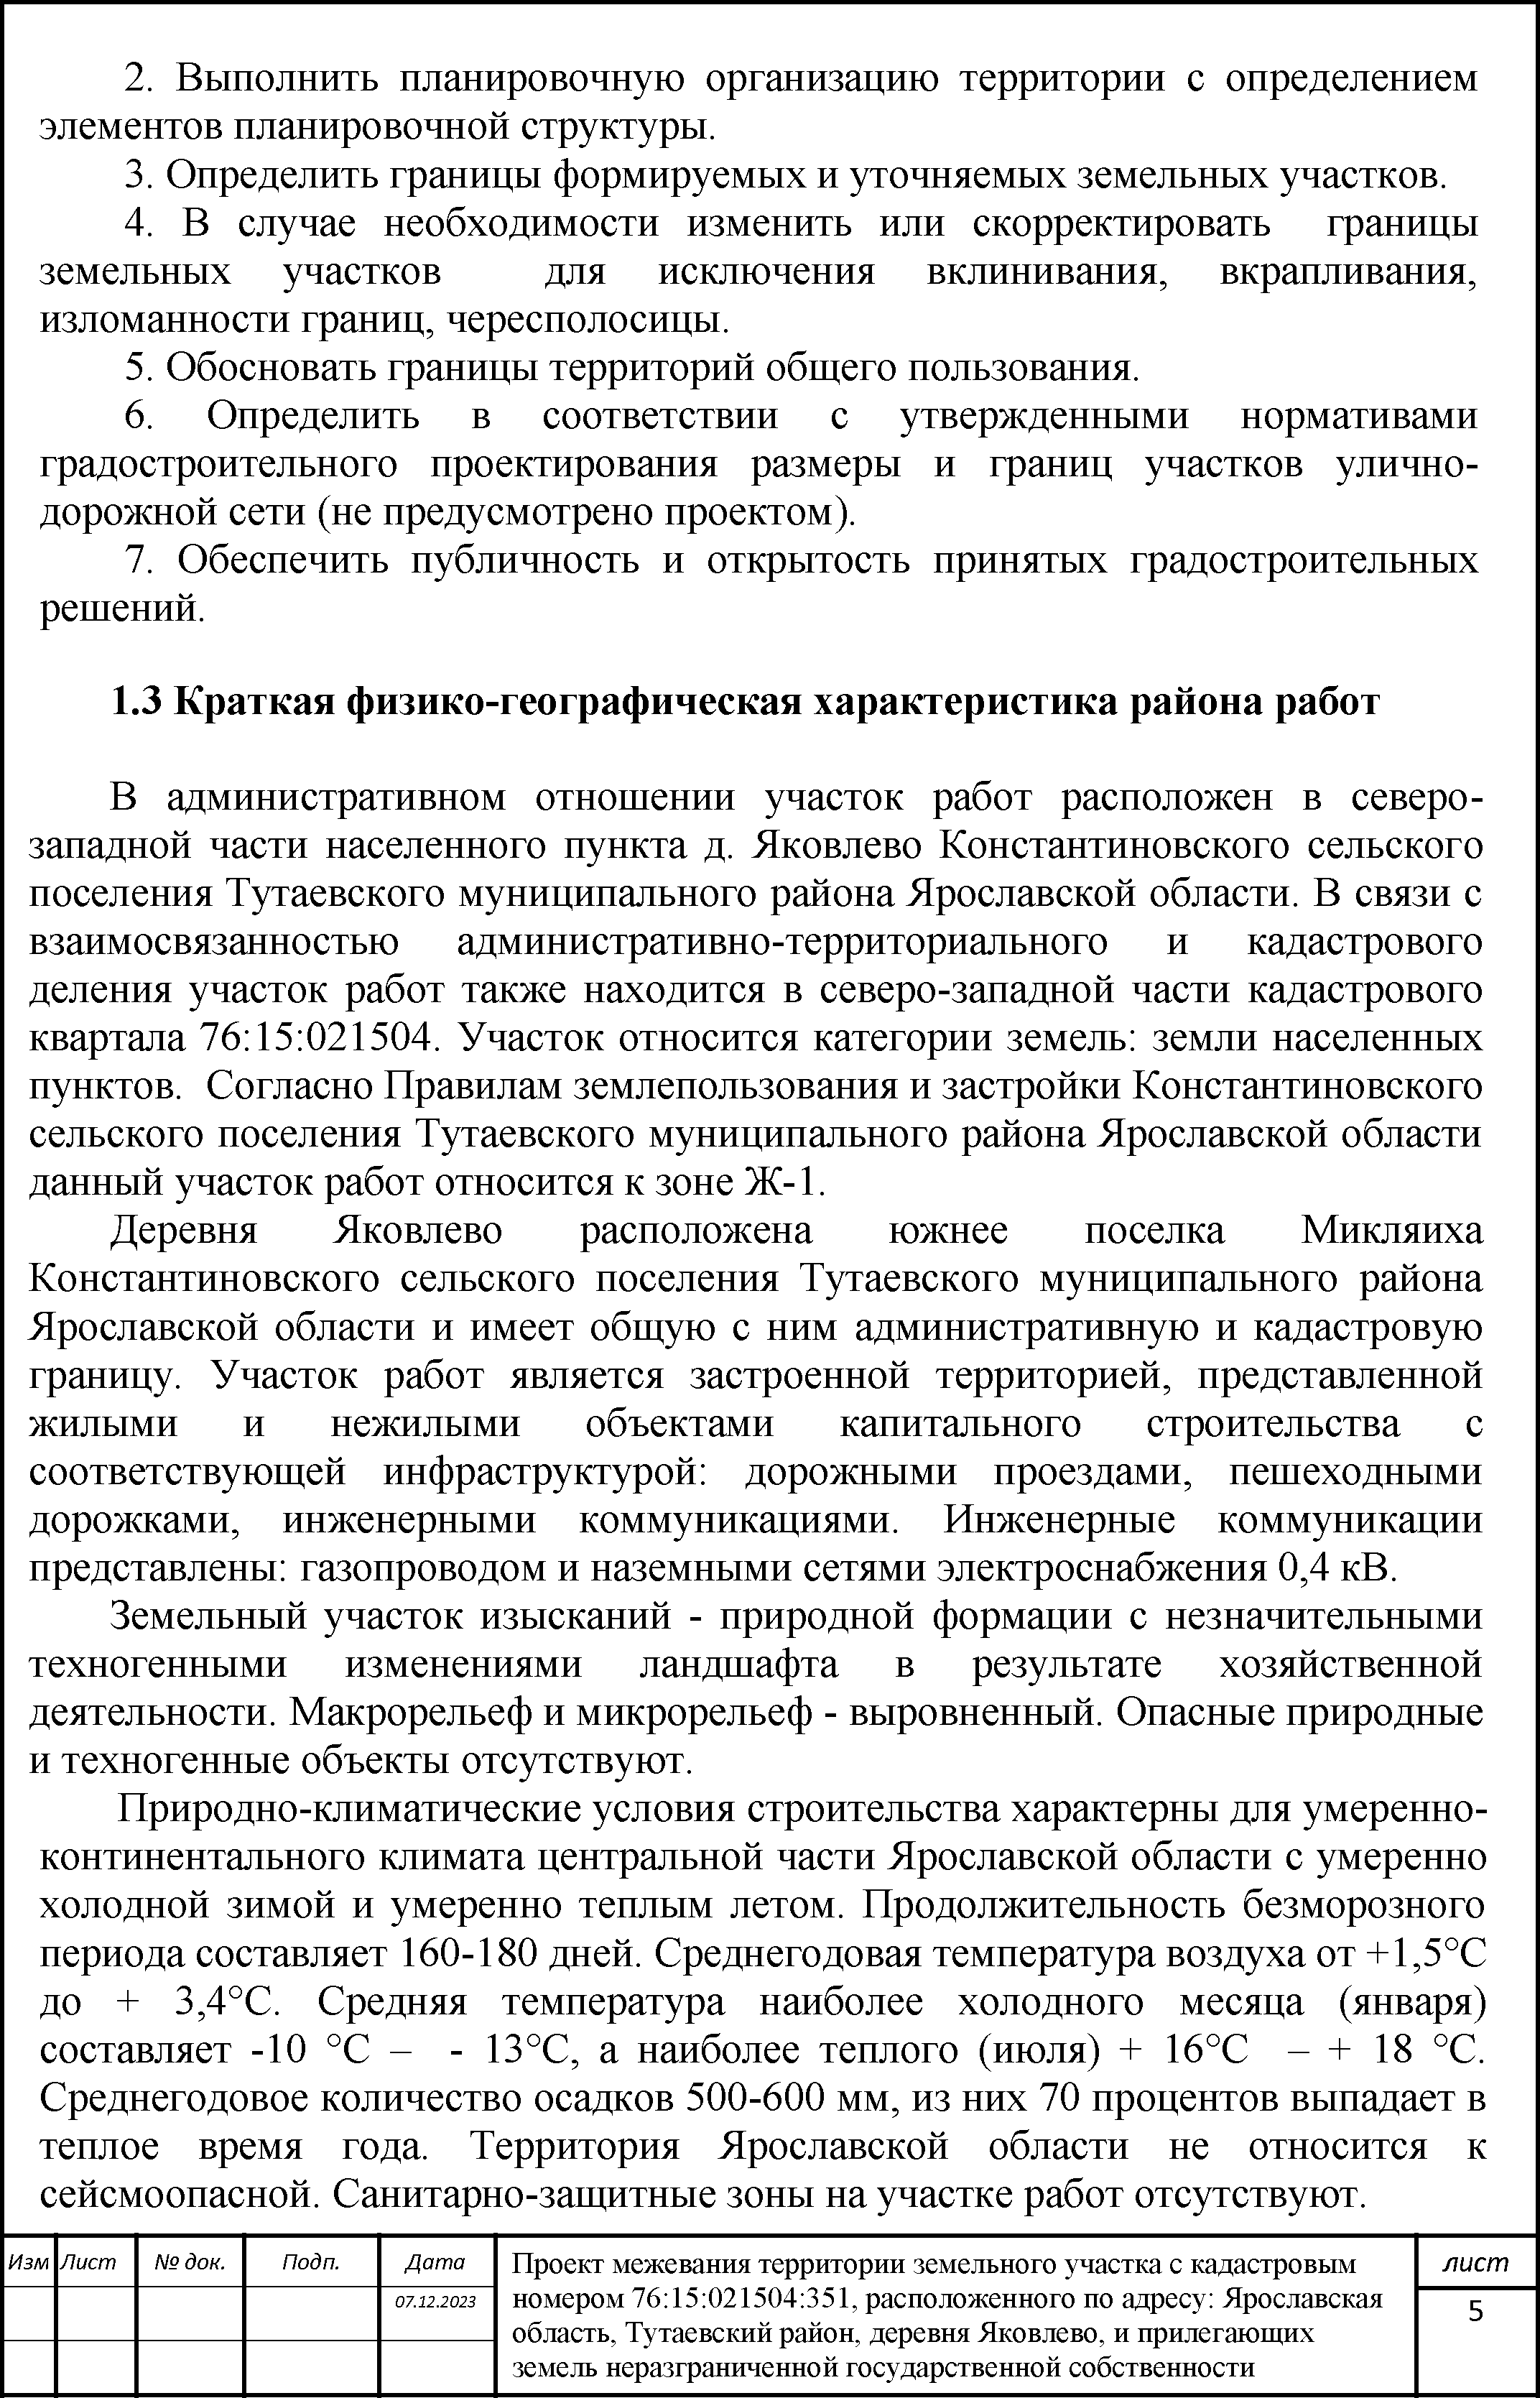 2. Выполнить планировочную организацию территории с определением
элементов планировочной структуры.
3. Определить границы формируемых и уточняемых земельных участков.
4. В случае необходимости изменить или скорректировать границы
земельных участков для исключения вклинивания, вкрапливания,
изломанности границ, чересполосицы.
5. Обосновать границы территорий общего пользования.
6. Определить в соответствии с утвержденными нормативами
градостроительного проектирования размеры и границ участков улично-
дорожной сети (не предусмотрено проектом).
7. Обеспечить публичность и открытость принятых градостроительных
решений.
1.3 Краткая физико-географическая характеристика района работ
В административном отношении участок работ расположен в северо-
западной части населенного пункта д. Яковлево Константиновского сельского
поселения Тутаевского муниципального района Ярославской области. В связи с
взаимосвязанностью административно-территориального и кадастрового
деления участок работ также находится в северо-западной части кадастрового
квартала 76:15:021504. Участок относится категории земель: земли населенных
пунктов. Согласно Правилам землепользования и застройки Константиновского
сельского поселения Тутаевского муниципального района Ярославской области
данный участок работ относится к зоне Ж-1.
Деревня Яковлево расположена южнее поселка Микляиха
Константиновского сельского поселения Тутаевского муниципального района
Ярославской области и имеет общую с ним административную и кадастровую
границу. Участок работ является застроенной территорией, представленной
жилыми и нежилыми объектами капитального строительства с
соответствующей инфраструктурой: дорожными проездами, пешеходными
дорожками, инженерными коммуникациями. Инженерные коммуникации
представлены: газопроводом и наземными сетями электроснабжения 0,4 кВ.
Земельный участок изысканий - природной формации с незначительными
техногенными изменениями ландшафта в результате хозяйственной
деятельности. Макрорельеф и микрорельеф - выровненный. Опасные природные
и техногенные объекты отсутствуют.
Природно-климатические условия строительства характерны для умеренно-
континентального климата центральной части Ярославской области с умеренно
холодной зимой и умеренно теплым летом. Продолжительность безморозного
периода составляет 160-180 дней. Среднегодовая температура воздуха от +1,5°С
до + 3,4°С. Средняя температура наиболее холодного месяца (января)
составляет -10 °С – - 13°С, а наиболее теплого (июля) + 16°С – + 18 °С.
Среднегодовое количество осадков 500-600 мм, из них 70 процентов выпадает в
теплое время года. Территория Ярославской области не относится к
сейсмоопасной. Санитарно-защитные зоны на участке работ отсутствуют.
Изм Лист № док. Подп. Дата
07.12.2023
Проект межевания территории земельного участка с кадастровым
номером 76:15:021504:351, расположенного по адресу: Ярославская
область, Тутаевский район, деревня Яковлево, и прилегающих
земель неразграниченной государственной собственности
лист
5